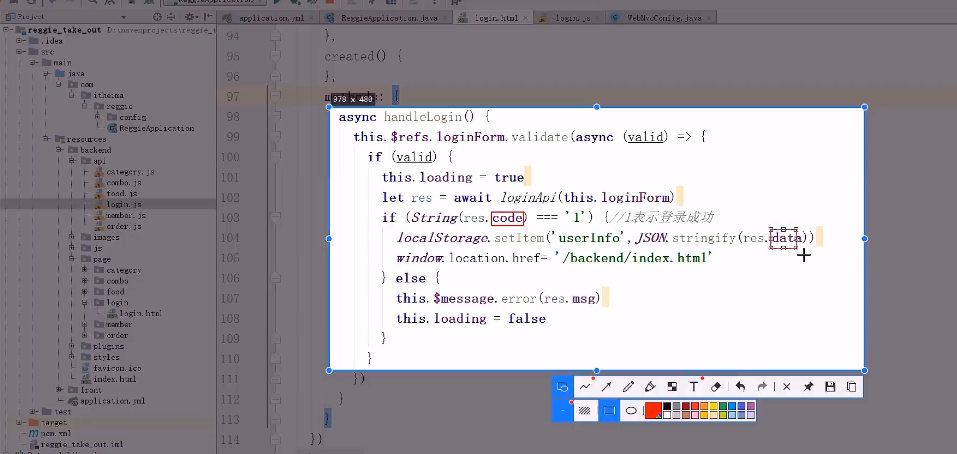 application.yml ReggieApplication.java login.html login.js WebMvcConfig.java
Project
reggie_take_out
.idea
src
main
java
com
itheima
reggie
config
ReggieApplication
resources
backend
api
category.js
combo.js
food.js
login.js
member.js
order.js
images
js
page
category
combo
food
login
login.html
member
order
plugins
styles
favicon.ico
index.html
front
application.yml
test
target
pom.xml
reggie_take_out.iml
94 },
95 created() {
96 },
97 {
978 × 480
98 async handleLogin() {
99 this.$refs.loginForm.validate(async (valid) => {
100 if (valid) {
101 this.loading = true
102 let res = await loginApi(this.loginForm)
103 if (String(res.code) === '1') {//1表示登录成功
104 localStorage.setItem('userInfo',JSON.stringify(res.data))
105 window.location.href= '/backend/index.html'
106 } else {
107 this.$message.error(res.msg)
108 this.loading = false
109 }
110 }
111 })
112 }
113 }
114 })